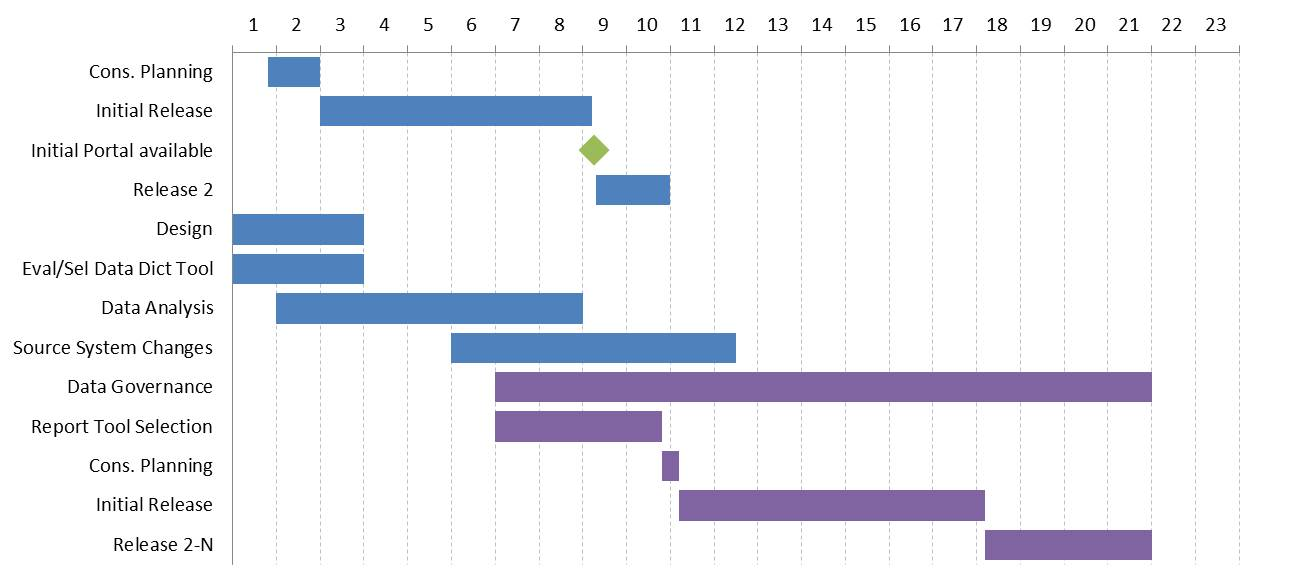 1 2 3 4 5 6 7 8 9 10 11 12 13 14 15 16 17 18 19 20 21 22 23
Cons. Planning
Initial Release
Initial Portal available
Release 2
Design
Eval/Sel Data Dict Tool
Data Analysis
Source System Changes
Data Governance
Report Tool Selection
Cons. Planning
Initial Release
Release 2-N